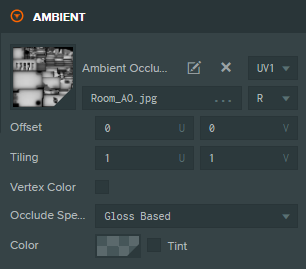 AMBIENT
Ambient Occlu... UV1
Room_AO.jpg ... R
Offset 0 U 0 V
Tiling 1 U 1 V
Vertex Color
Occlude Spe... Gloss Based
Color Tint